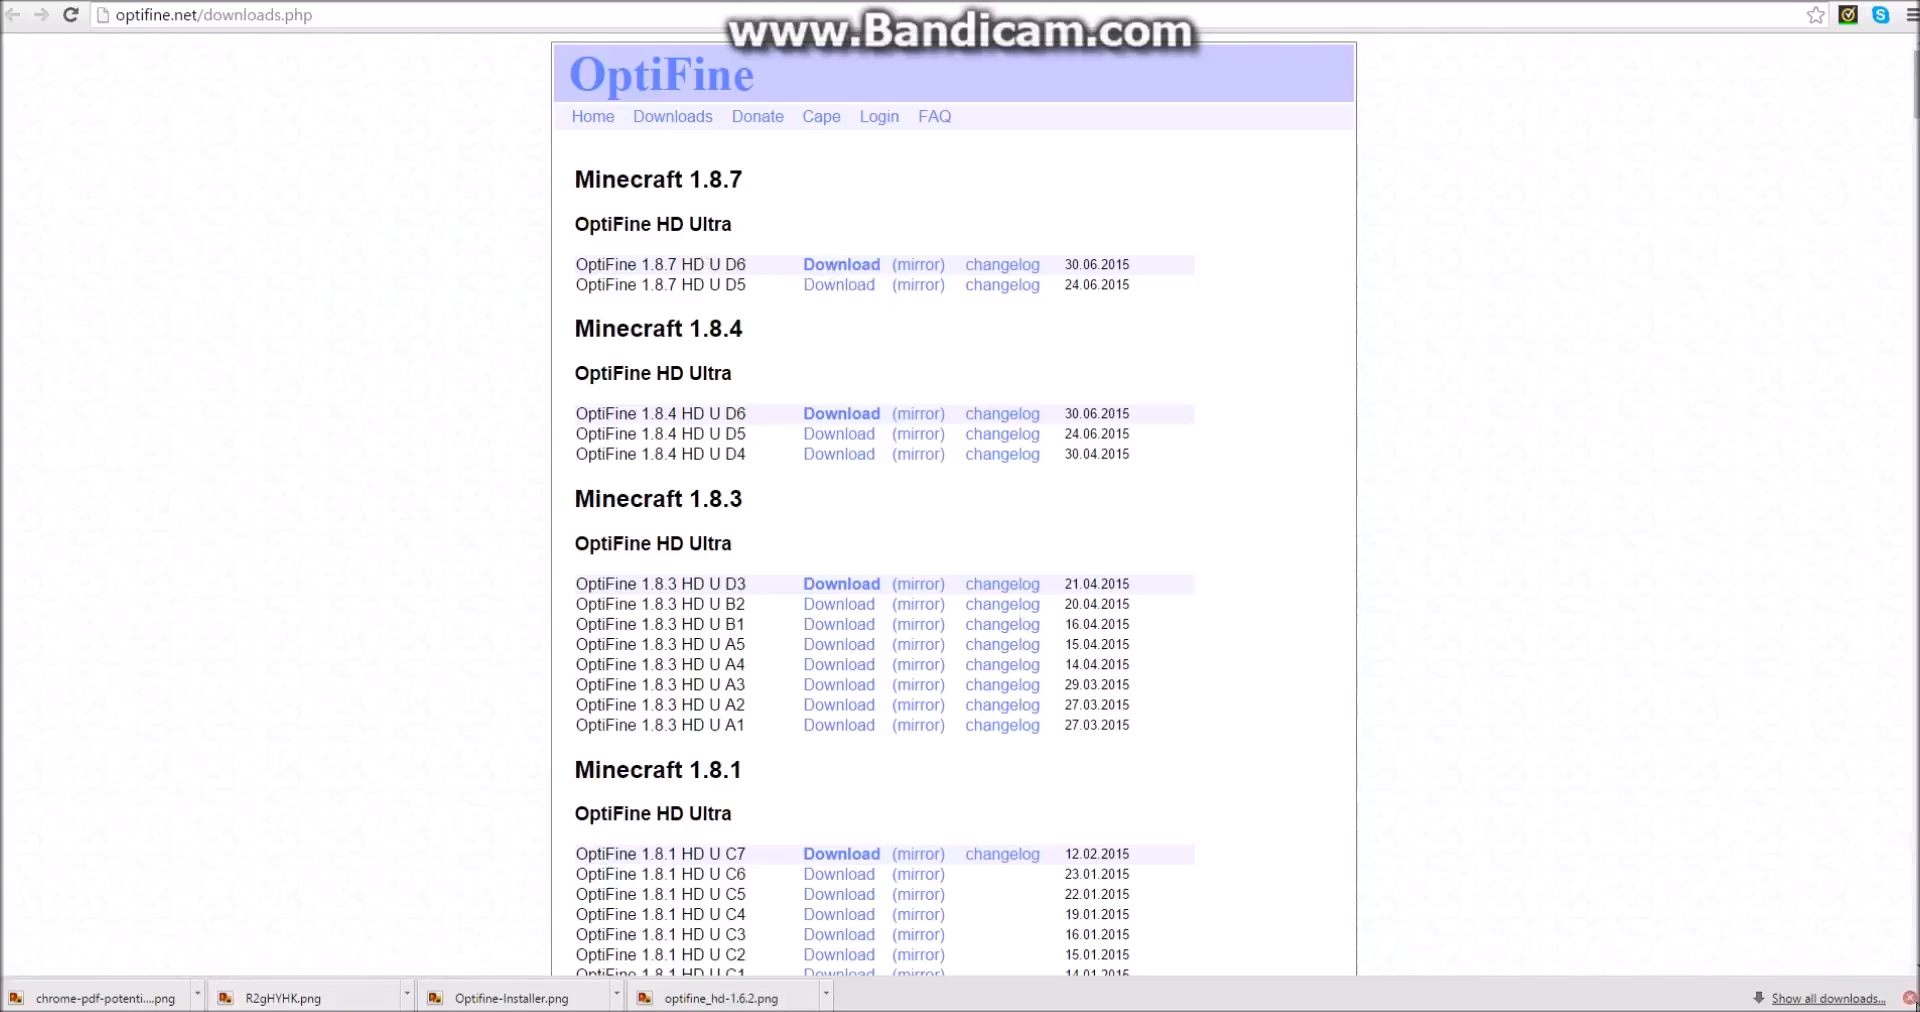 optifine.net/downloads.php
www.Bandicam.com
OptiFine
Home Downloads Donate Cape Login FAQ
Minecraft 1.8.7
OptiFine HD Ultra
OptiFine 1.8.7 HD U D6 Download (mirror) changelog 30.06.2015
OptiFine 1.8.7 HD U D5 Download (mirror) changelog 24.06.2015
Minecraft 1.8.4
OptiFine HD Ultra
OptiFine 1.8.4 HD U D6 Download (mirror) changelog 30.06.2015
OptiFine 1.8.4 HD U D5 Download (mirror) changelog 24.06.2015
OptiFine 1.8.4 HD U D4 Download (mirror) changelog 30.04.2015
Minecraft 1.8.3
OptiFine HD Ultra
OptiFine 1.8.3 HD U D3 Download (mirror) changelog 21.04.2015
OptiFine 1.8.3 HD U B2 Download (mirror) changelog 20.04.2015
OptiFine 1.8.3 HD U B1 Download (mirror) changelog 16.04.2015
OptiFine 1.8.3 HD U A5 Download (mirror) changelog 15.04.2015
OptiFine 1.8.3 HD U A4 Download (mirror) changelog 14.04.2015
OptiFine 1.8.3 HD U A3 Download (mirror) changelog 29.03.2015
OptiFine 1.8.3 HD U A2 Download (mirror) changelog 27.03.2015
OptiFine 1.8.3 HD U A1 Download (mirror) changelog 27.03.2015
Minecraft 1.8.1
OptiFine HD Ultra
OptiFine 1.8.1 HD U C7 Download (mirror) changelog 12.02.2015
OptiFine 1.8.1 HD U C6 Download (mirror) 23.01.2015
OptiFine 1.8.1 HD U C5 Download (mirror) 22.01.2015
OptiFine 1.8.1 HD U C4 Download (mirror) 19.01.2015
OptiFine 1.8.1 HD U C3 Download (mirror) 16.01.2015
OptiFine 1.8.1 HD U C2 Download (mirror) 15.01.2015
OptiFine 1.8.1 HD U C1 Download (mirror) 14.01.2015
chrome-pdf-potenti....png R2gHYHK.png Optifine-Installer.png optifine_hd-1.6.2.png Show all downloads...